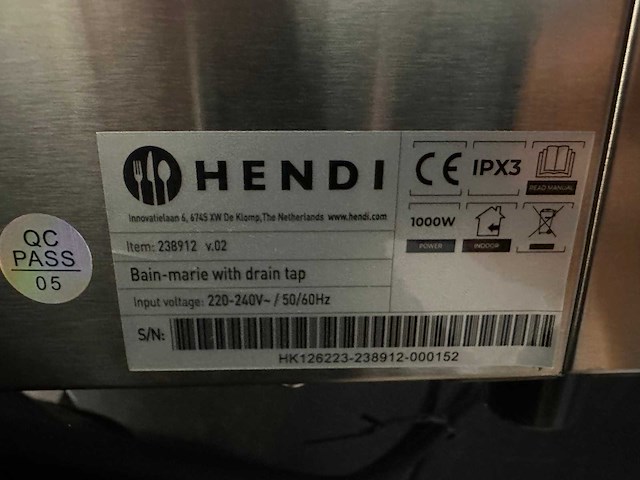 HENDI
Innovatielaan 6, 6745 XW De Klomp, The Netherlands www.hendi.com
Item: 238912 v.02
Bain-marie with drain tap
Input voltage: 220-240V~ / 50/60Hz
S/N:
HK126223-238912-000152
CE IPX3
READ MANUAL
1000W
POWER INDOOR
QC
PASS
05